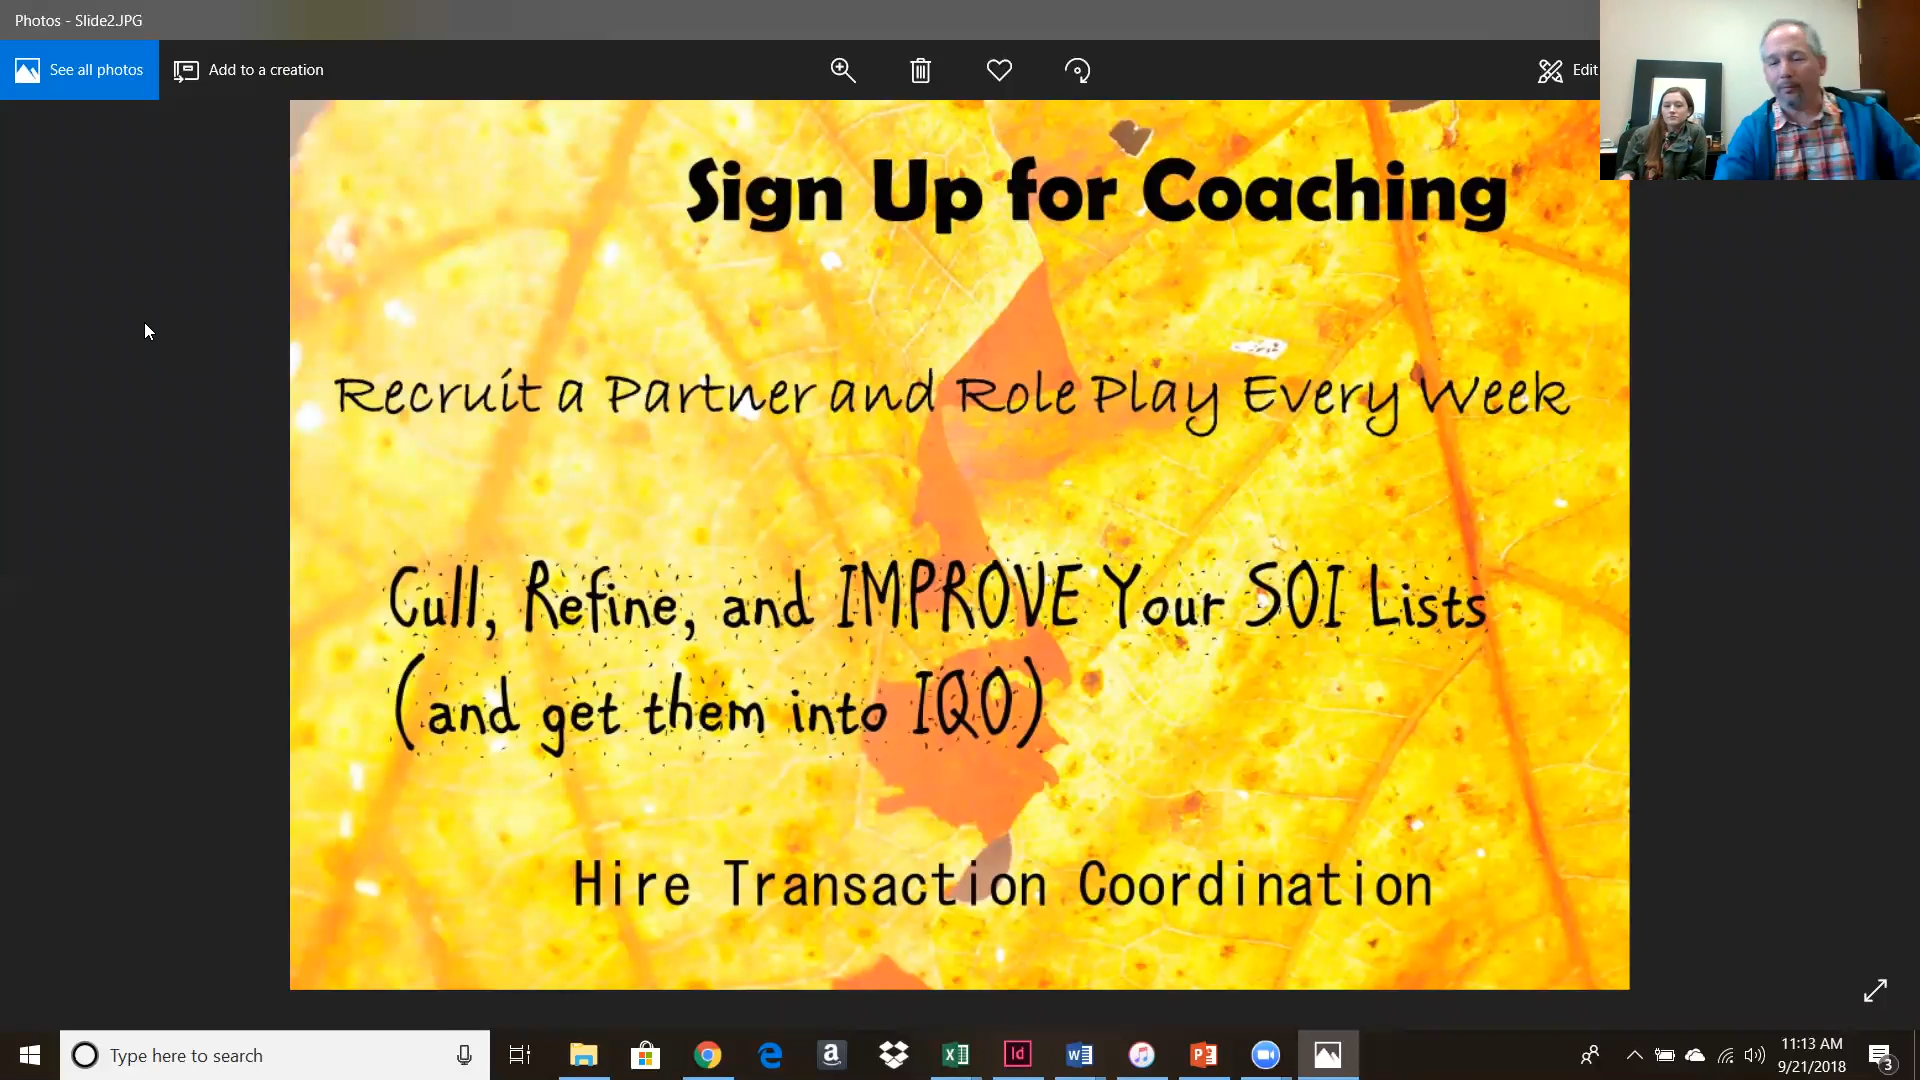 Photos - Slide2.JPG
See all photos
Add to a creation
Edit
Sign Up for Coaching
Recruit a Partner and Role Play Every Week
Cull, Refine, and IMPROVE Your SOI Lists
(and get them into IQO)
Hire Transaction Coordination
Type here to search
11:13 AM
9/21/2018
3